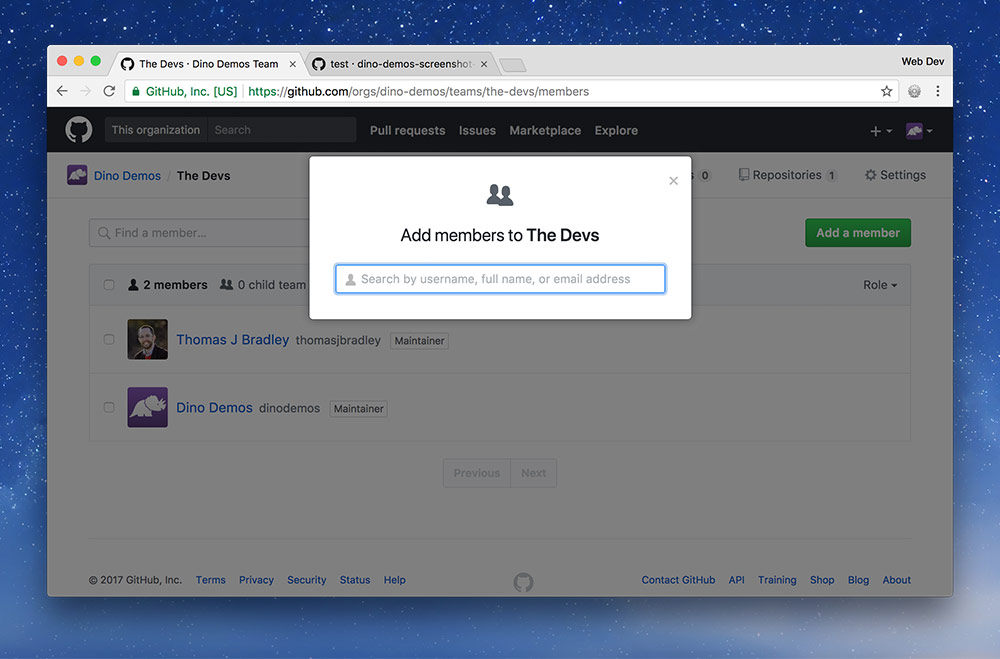 The Devs · Dino Demos Team
test · dino-demos-screenshot-
Web Dev
GitHub, Inc. [US]
https://github.com/orgs/dino-demos/teams/the-devs/members
This organization
Search
Pull requests
Issues
Marketplace
Explore
Dino Demos / The Devs
s 0
Repositories 1
Settings
Find a member…
Add a member
Add members to The Devs
Search by username, full name, or email address
2 members
0 child team
Role
Thomas J Bradley thomasjbradley Maintainer
Dino Demos dinodemos Maintainer
Previous
Next
© 2017 GitHub, Inc.
Terms
Privacy
Security
Status
Help
Contact GitHub
API
Training
Shop
Blog
About